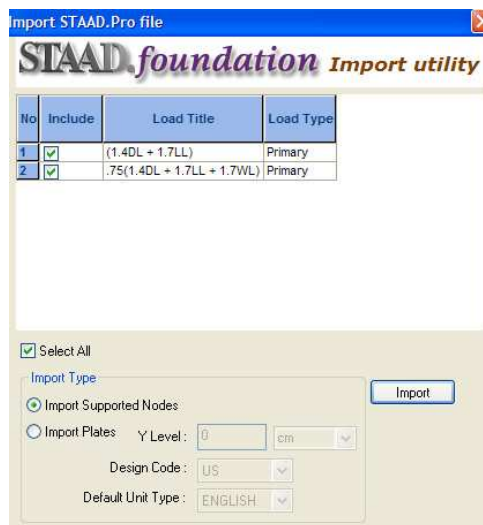 Import STAAD.Pro file
STAAD.foundation Import utility
No Include Load Title Load Type
1 (1.4DL + 1.7LL) Primary
2 .75(1.4DL + 1.7LL + 1.7WL) Primary
Select All
Import Type
Import Supported Nodes
Import
Import Plates Y Level : 0 cm
Design Code : US
Default Unit Type : ENGLISH